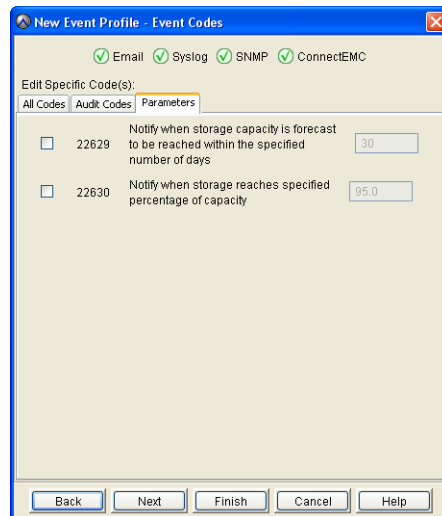 New Event Profile - Event Codes
Email Syslog SNMP ConnectEMC
Edit Specific Code(s):
All Codes Audit Codes Parameters
Notify when storage capacity is forecast
22629 to be reached within the specified 30
number of days
22630 Notify when storage reaches specified 95.0
percentage of capacity
Back Next Finish Cancel Help